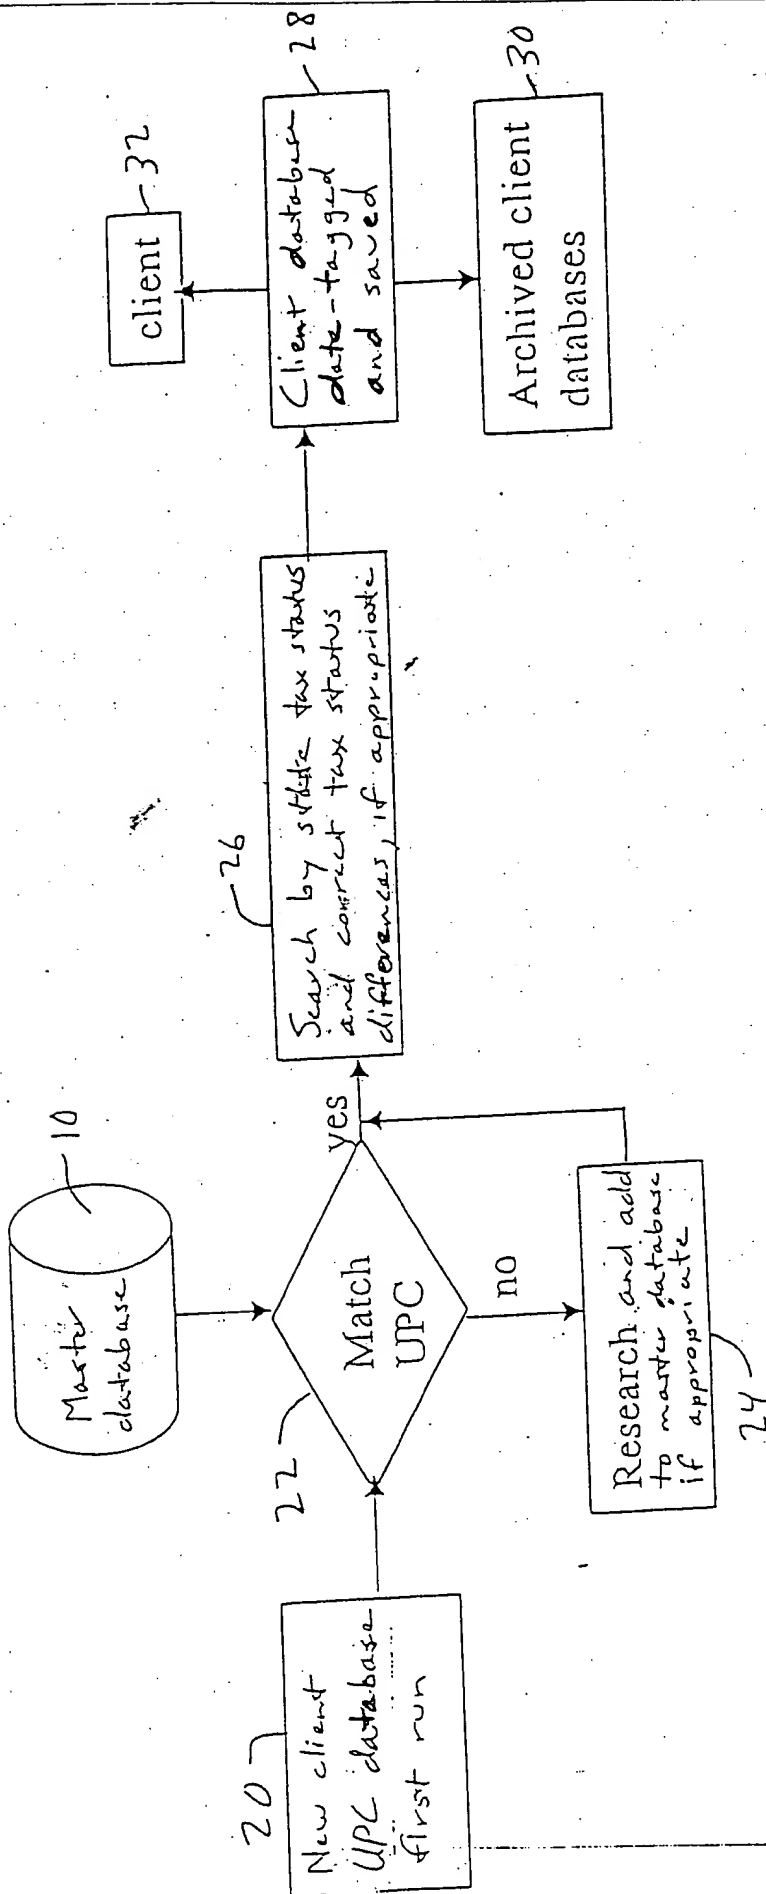 10
Master
database
20
New client
UPC database
first run
22
Match
UPC
yes
no
Research and add
to master database
if appropriate
24
26
Search by state tax status
and correct tax status
differences, if appropriate
28
Client database
date-tagged
and saved
32
client
30
Archived client
databases